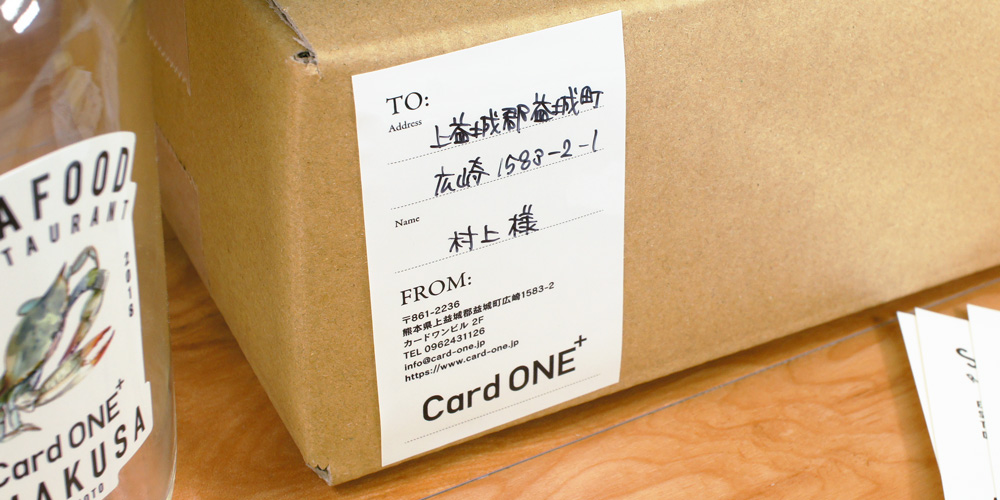 AFOOD
TAURANT
2018
Card ONE+
AKUSA
OTO
TO:
Address
上益城郡益城町
広崎 1583-2-1
Name
村上 様
FROM:
〒861-2236
熊本県上益城郡益城町広崎1583-2
カードワンビル 2F
TEL 0962431126
info@card-one.jp
https://www.card-one.jp
Card ONE+